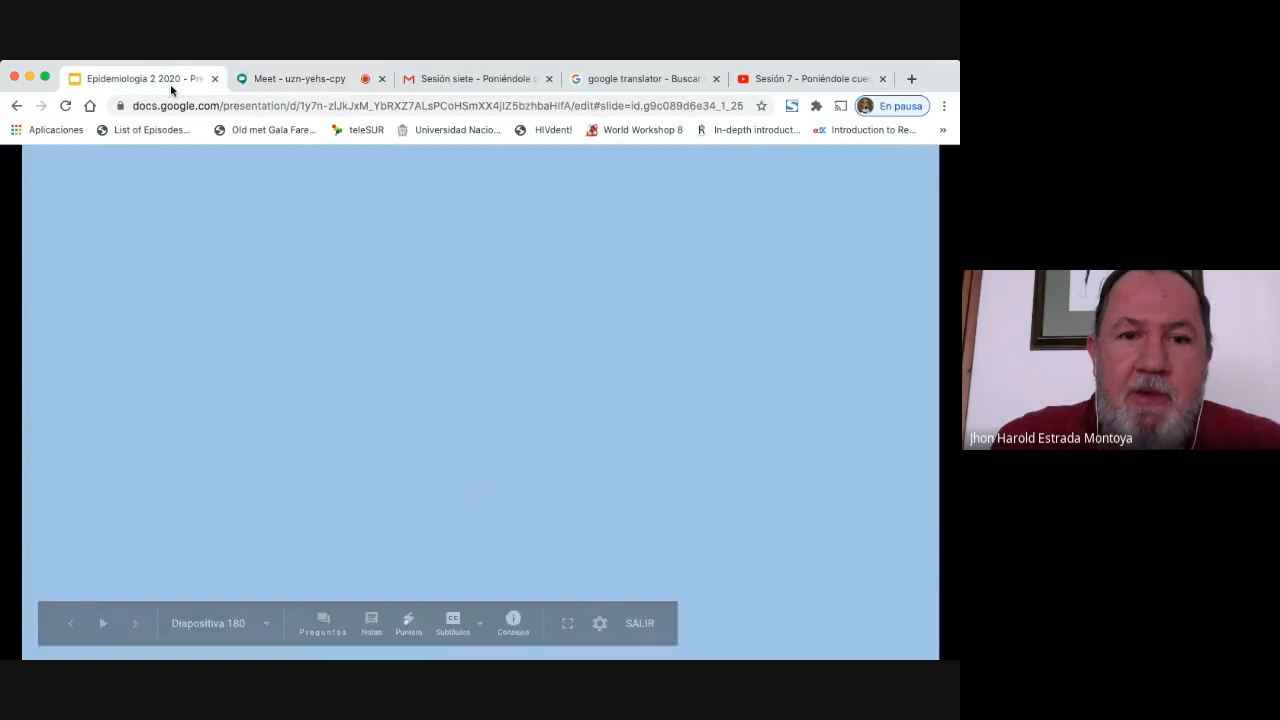 Epidemiologia 2 2020 - Pre
Meet - uzn-yehs-cpy
Sesión siete - Poniéndole c
google translator - Buscar
Sesión 7 - Poniéndole cuer
docs.google.com/presentation/d/1y7n-zIJkJxM_YbRXZ7ALsPCoHSmXX4jlZ5bzhbaHIfA/edit#slide=id.g9c089d6e34_1_25
En pausa
Aplicaciones
List of Episodes...
Old met Gala Fare...
teleSUR
Universidad Nacio...
HIVdent!
World Workshop 8
In-depth introduct...
Introduction to Re...
»
Jhon Harold Estrada Montoya
Diapositiva 180
Preguntas
Notas
Puntero
Subtítulos
Consejos
SALIR